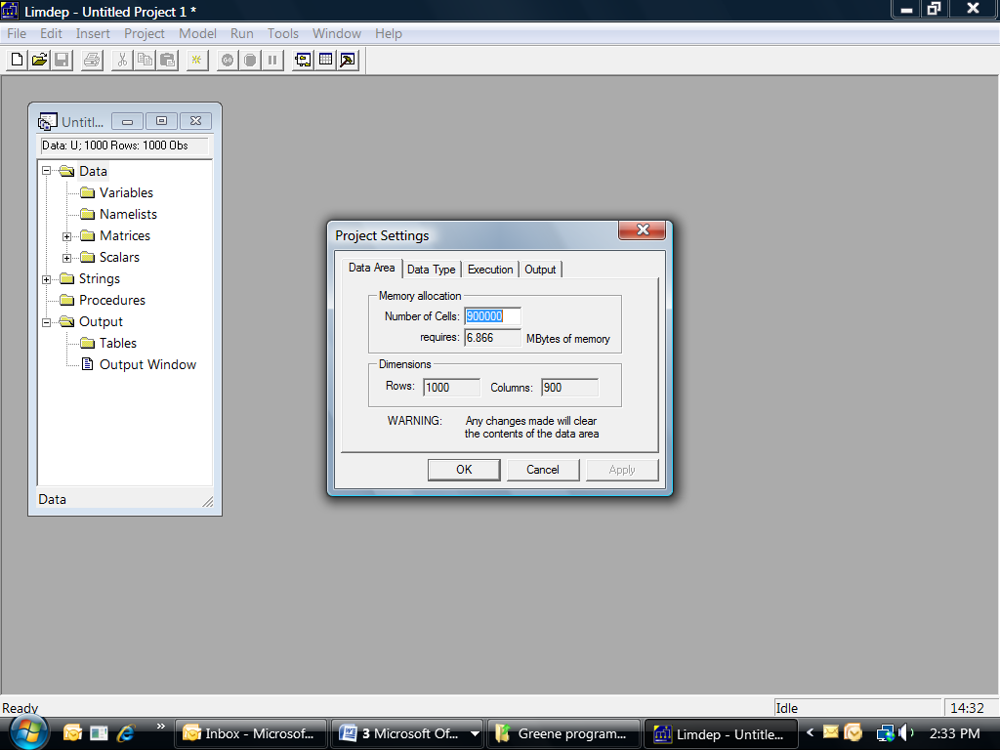 Limdep - Untitled Project 1 *
File Edit Insert Project Model Run Tools Window Help
GO
Untitl...
Data: U; 1000 Rows: 1000 Obs
Data
Variables
Namelists
Matrices
Scalars
Strings
Procedures
Output
Tables
Output Window
Data
Project Settings
Data Area Data Type Execution Output
Memory allocation
Number of Cells: 900000
requires: 6.866 MBytes of memory
Dimensions
Rows: 1000 Columns: 900
WARNING: Any changes made will clear
the contents of the data area
OK Cancel Apply
Ready Idle 14:32
Inbox - Microsof... 3 Microsoft Of... Greene program... Limdep - Untitle... 2:33 PM